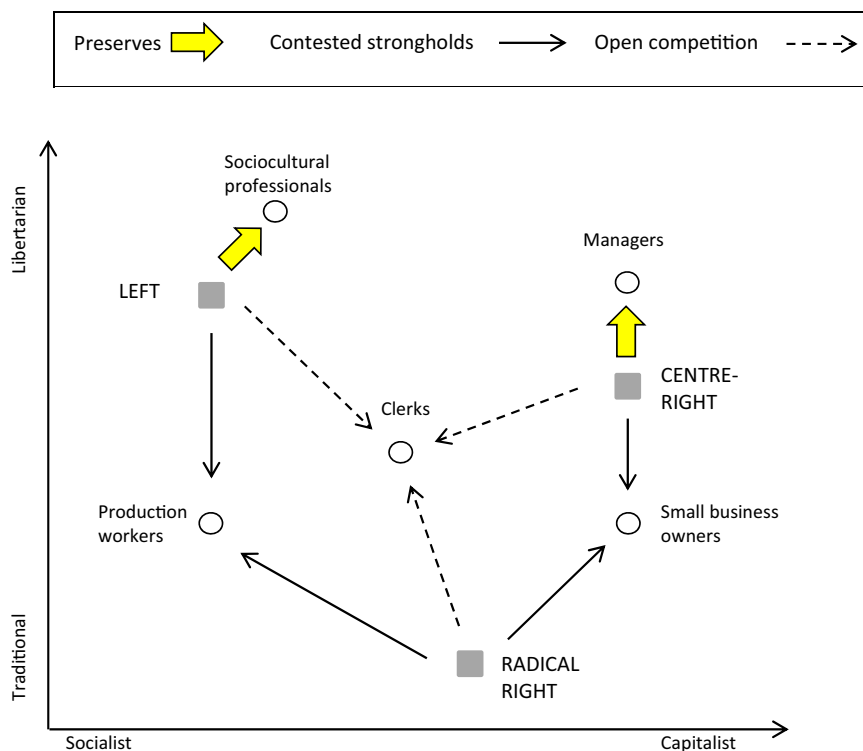 Preserves Contested strongholds Open competition
Sociocultural
professionals
Libertarian
Managers
LEFT
CENTRE-
RIGHT
Clerks
Production
workers
Small business
owners
Traditional
RADICAL
RIGHT
Socialist Capitalist